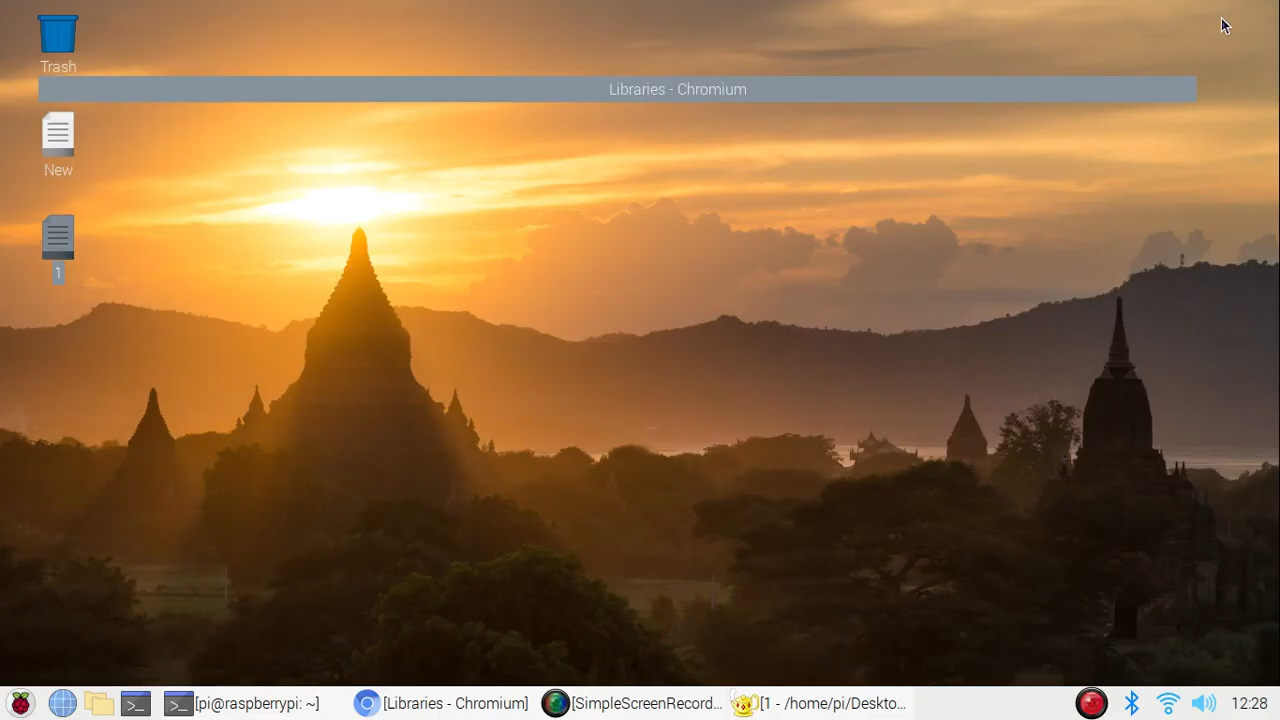 Trash
Libraries - Chromium
New
1
[pi@raspberrypi: ~]
[Libraries - Chromium]
[SimpleScreenRecord...
[1 - /home/pi/Deskto...
12:28